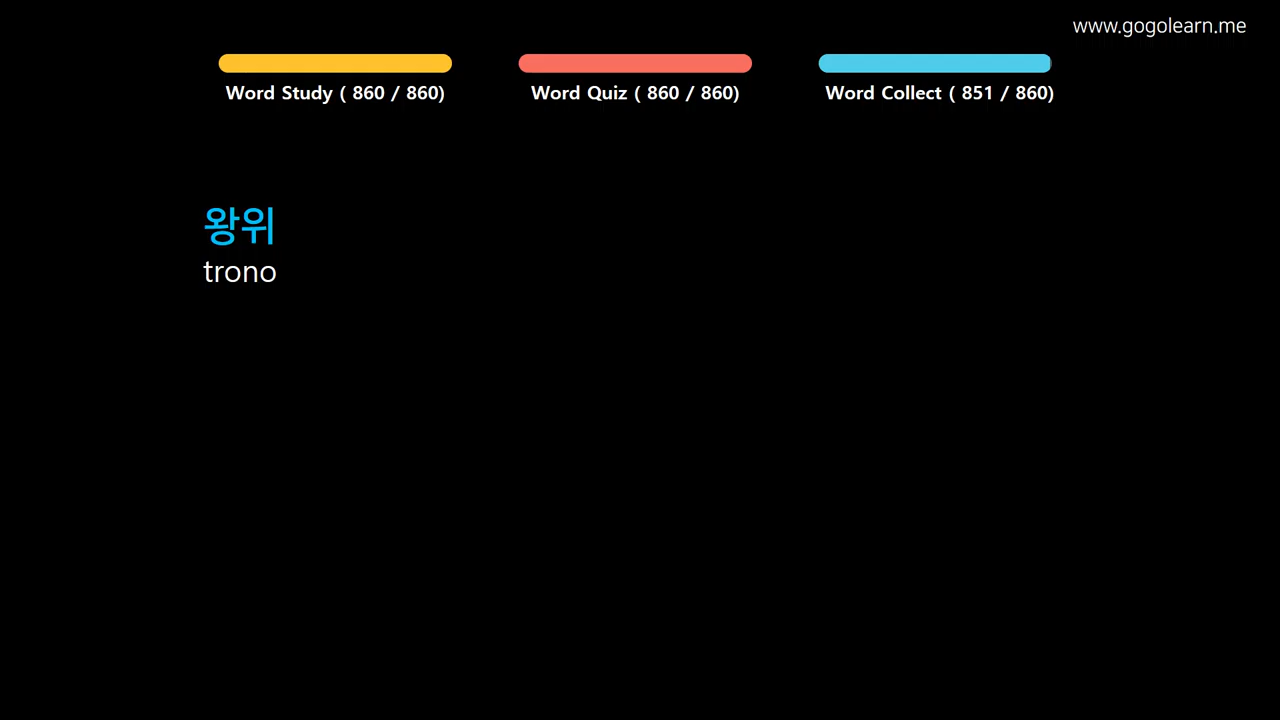 www.gogolearn.me
Word Study ( 860 / 860)
Word Quiz ( 860 / 860)
Word Collect ( 851 / 860)
왕위
trono